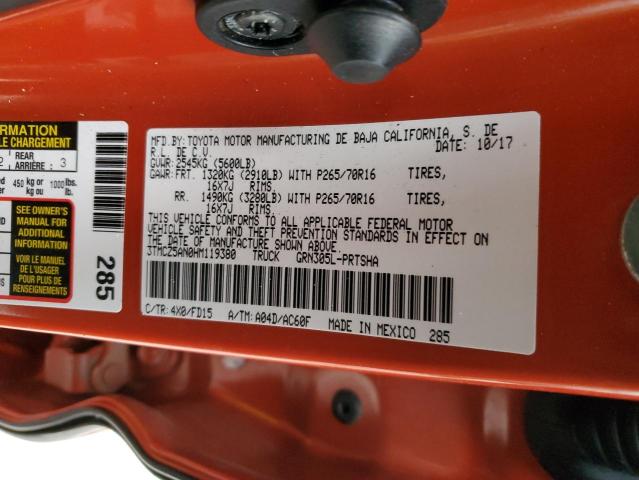 MFD.BY:TOYOTA MOTOR MANUFACTURING DE BAJA CALIFORNIA, S. DE
R.L. DE C.V. DATE: 10/17
GVWR:2545KG (5600LB)
GAWR:FRT. 1320KG (2910LB) WITH P265/70R16 TIRES,
16X7J RIMS,
RR. 1490KG (3280LB) WITH P265/70R16 TIRES,
16X7J RIMS.
THIS VEHICLE CONFORMS TO ALL APPLICABLE FEDERAL MOTOR
VEHICLE SAFETY AND THEFT PREVENTION STANDARDS IN EFFECT ON
THE DATE OF MANUFACTURE SHOWN ABOVE.
3TMCZ5AN0HM119380 TRUCK GRN305L-PRTSHA
C/TR: 4X0/FD15 A/TM: A04D/AC60F MADE IN MEXICO 285
CHARGEMENT
2 REAR
ARRIÈRE: 3
450 kg or 1000 lbs.
kg ou lb.
SEE OWNER'S
MANUAL FOR
ADDITIONAL
INFORMATION
VOIR LE MANUEL
DE L'USAGER
POUR PLUS DE
RENSEIGNEMENTS
285